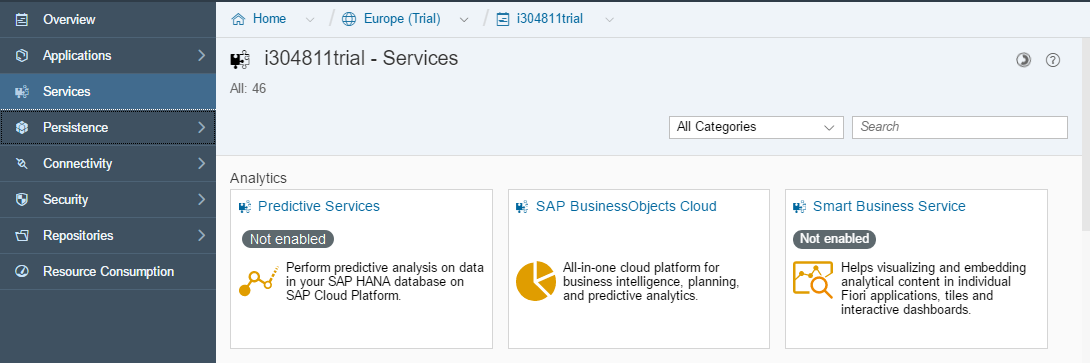 Overview
Applications
Services
Persistence
Connectivity
Security
Repositories
Resource Consumption
Home
Europe (Trial)
i304811trial
i304811trial - Services
All: 46
All Categories
Search
Analytics
Predictive Services
Not enabled
Perform predictive analysis on data
in your SAP HANA database on
SAP Cloud Platform.
SAP BusinessObjects Cloud
All-in-one cloud platform for
business intelligence, planning,
and predictive analytics.
Smart Business Service
Not enabled
Helps visualizing and embedding
analytical content in individual
Fiori applications, tiles and
interactive dashboards.